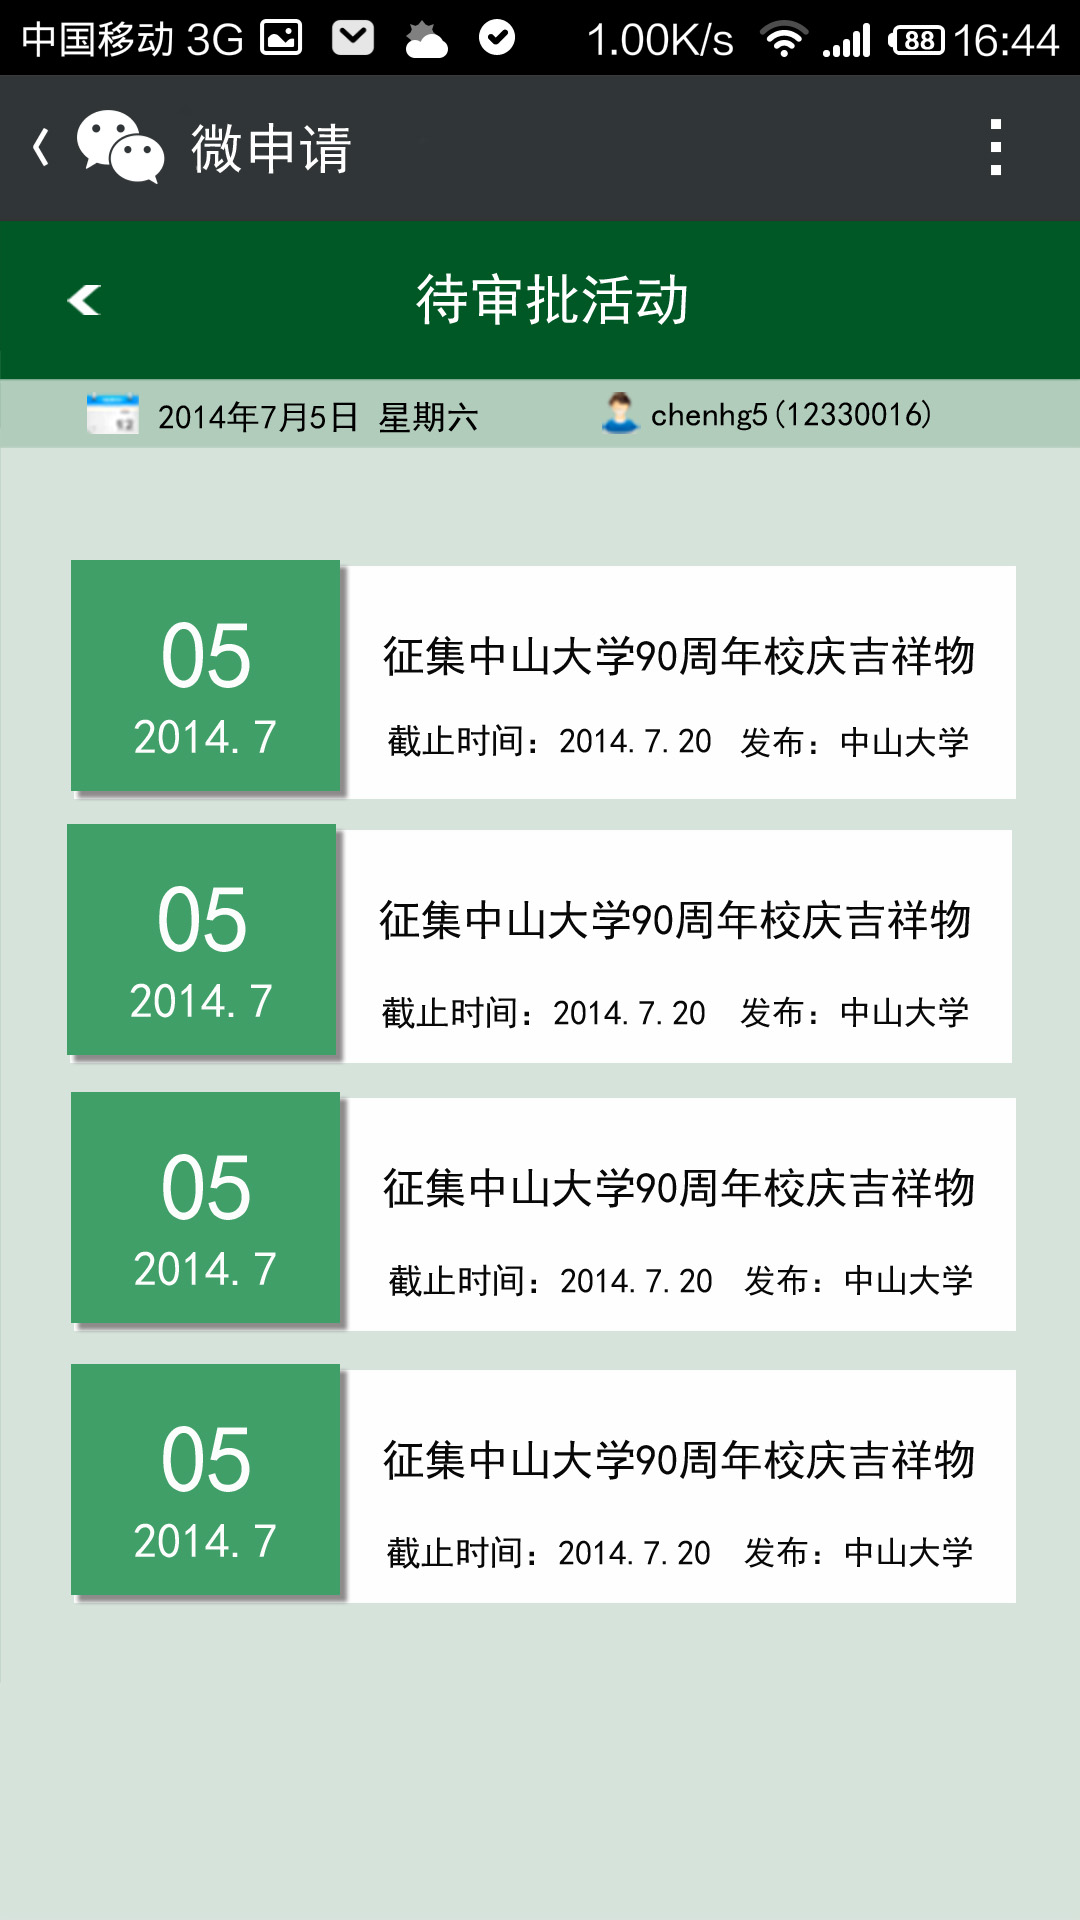 中国移动 3G 1.00K/s 88 16:44
微申请
待审批活动
2014年7月5日 星期六 chenhg5(12330016)
05
2014.7
征集中山大学90周年校庆吉祥物
截止时间：2014.7.20 发布：中山大学
05
2014.7
征集中山大学90周年校庆吉祥物
截止时间：2014.7.20 发布：中山大学
05
2014.7
征集中山大学90周年校庆吉祥物
截止时间：2014.7.20 发布：中山大学
05
2014.7
征集中山大学90周年校庆吉祥物
截止时间：2014.7.20 发布：中山大学